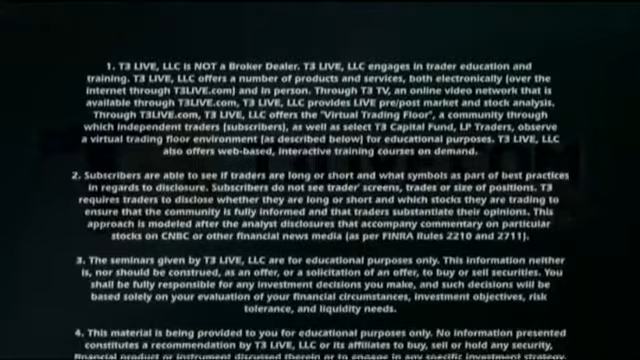 1. T3 LIVE, LLC is NOT a Broker Dealer. T3 LIVE, LLC engages in trader education and
training. T3 LIVE, LLC offers a number of products and services, both electronically (over the
internet through T3LIVE.com) and in person. Through T3 TV, an online video network that is
available through T3LIVE.com, T3 LIVE, LLC provides LIVE pre/post market and stock analysis.
Through T3LIVE.com, T3 LIVE, LLC offers the "Virtual Trading Floor", a community through
which independent traders (subscribers), as well as select T3 Capital Fund, LP Traders, observe
a virtual trading floor environment (as described below) for educational purposes. T3 LIVE, LLC
also offers web-based, interactive training courses on demand.
2. Subscribers are able to see if traders are long or short and what symbols as part of best practices
in regards to disclosure. Subscribers do not see trader' screens, trades or size of positions. T3
requires traders to disclose whether they are long or short and which stocks they are trading to
ensure that the community is fully informed and that traders substantiate their opinions. This
approach is modeled after the analyst disclosures that accompany commentary on particular
stocks on CNBC or other financial news media (as per FINRA Rules 2210 and 2711).
3. The seminars given by T3 LIVE, LLC are for educational purposes only. This information neither
is, nor should be construed, as an offer, or a solicitation of an offer, to buy or sell securities. You
shall be fully responsible for any investment decisions you make, and such decisions will be
based solely on your evaluation of your financial circumstances, investment objectives, risk
tolerance, and liquidity needs.
4. This material is being provided to you for educational purposes only. No information presented
constitutes a recommendation by T3 LIVE, LLC or its affiliates to buy, sell or hold any security,
financial product or instrument discussed therein or to engage in any specific investment strategy.